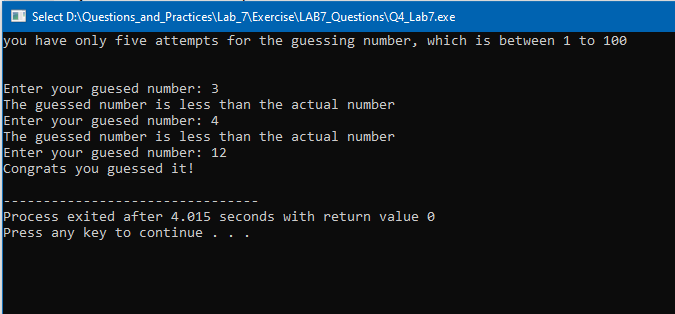 Select D:\Questions_and_Practices\Lab_7\Exercise\LAB7_Questions\Q4_Lab7.exe
you have only five attempts for the guessing number, which is between 1 to 100
Enter your guesed number: 3
The guessed number is less than the actual number
Enter your guesed number: 4
The guessed number is less than the actual number
Enter your guesed number: 12
Congrats you guessed it!
--------------------------------
Process exited after 4.015 seconds with return value 0
Press any key to continue . . .